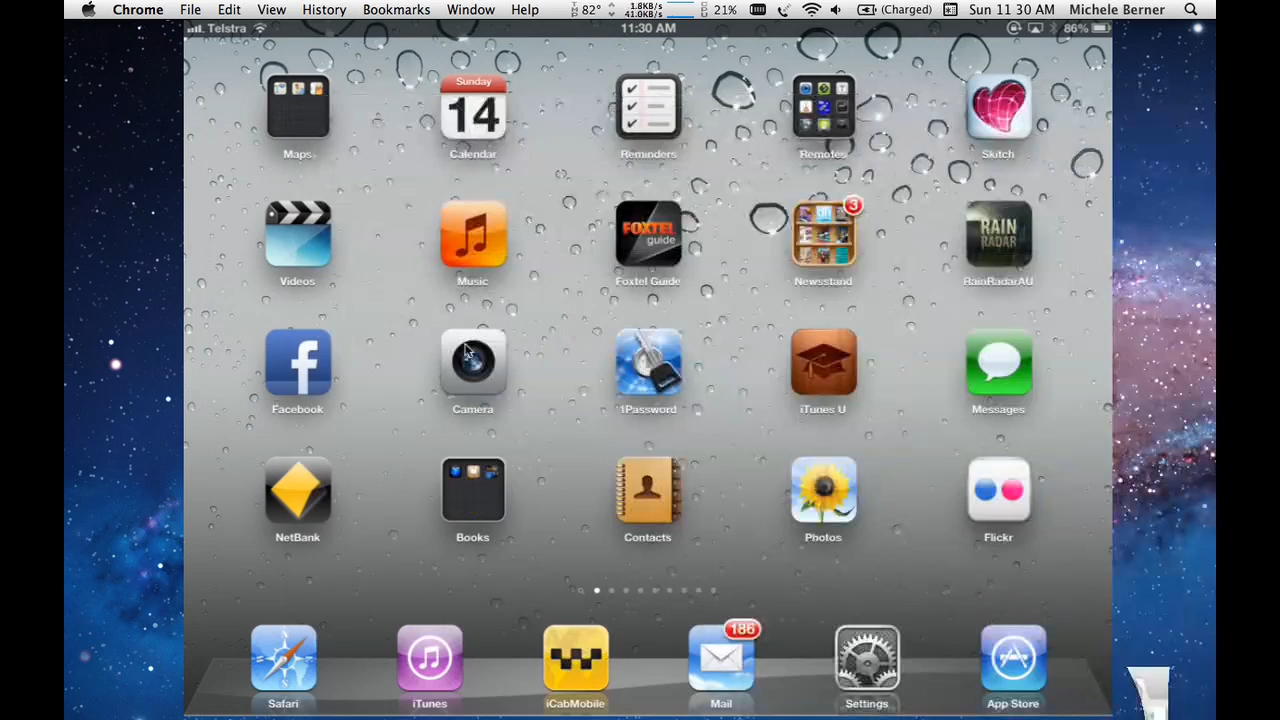 Chrome File Edit View History Bookmarks Window Help 82° 1.8KB/s 41.0KB/s 21% (Charged) Sun 11 30 AM Michele Berner
Telstra 11:30 AM 86%
Sunday
14
Maps Calendar Reminders Remotes Skitch
FOXTEL guide 3 RAIN RADAR
Videos Music Foxtel Guide Newsstand RainRadarAU
f
Facebook Camera 1Password iTunes U Messages
NetBank Books Contacts Photos Flickr
186
Safari iTunes iCabMobile Mail Settings App Store